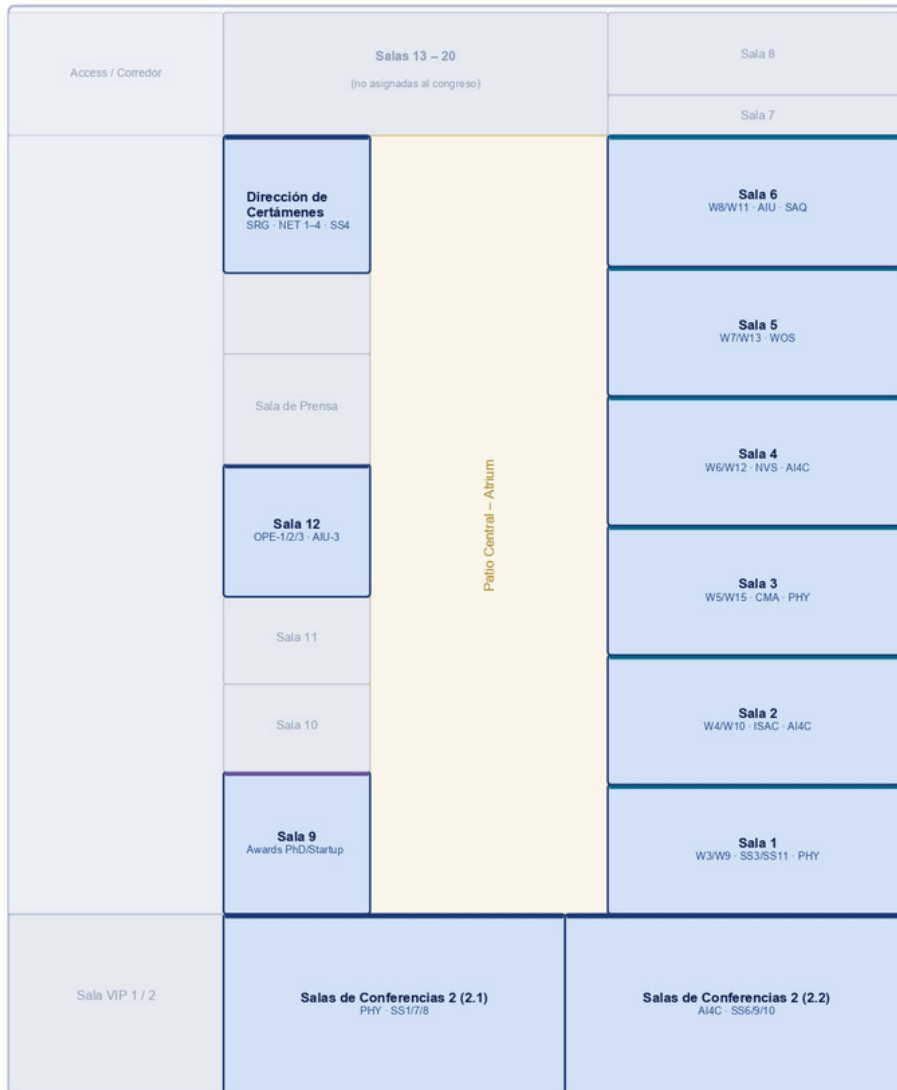 Access / Corredor
Salas 13 – 20
(no asignadas al congreso)
Sala 8
Sala 7
Dirección de
Certámenes
SRG · NET 1–4 · SS4
Sala 6
W8/W11 · AIU · SAQ
Sala 5
W7/W13 · WOS
Sala de Prensa
Sala 4
W6/W12 · NVS · AI4C
Patio Central – Atrium
Sala 12
OPE-1/2/3 · AIU-3
Sala 3
W5/W15 · CMA · PHY
Sala 11
Sala 10
Sala 2
W4/W10 · ISAC · AI4C
Sala 9
Awards PhD/Startup
Sala 1
W3/W9 · SS3/SS11 · PHY
Sala VIP 1 / 2
Salas de Conferencias 2 (2.1)
PHY · SS1/7/8
Salas de Conferencias 2 (2.2)
AI4C · SS6/9/10